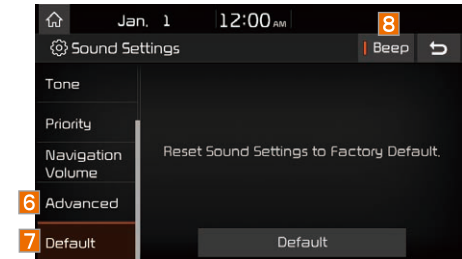 Jan. 1 12:00 AM
8
Sound Settings Beep
Tone
Priority
Navigation
Volume
Reset Sound Settings to Factory Default.
6 Advanced
7 Default Default